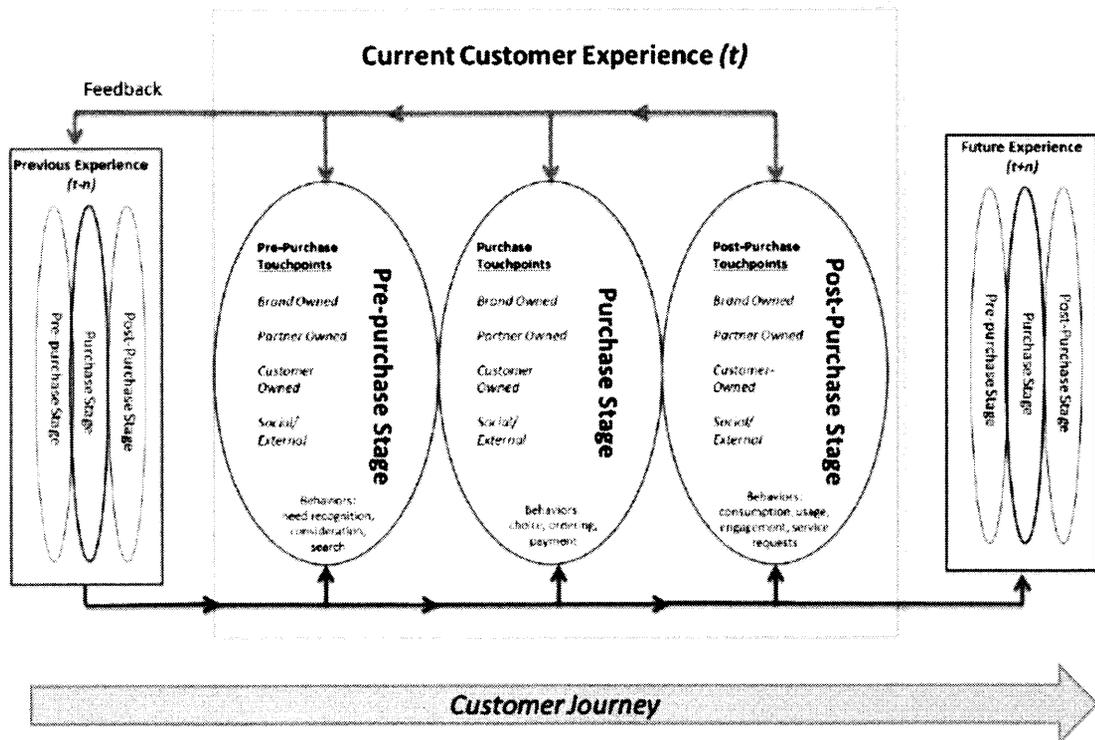 Current Customer Experience (t)
Feedback
Previous Experience
(t-n)
Pre-purchase Stage
Purchase Stage
Post-Purchase Stage
Pre-Purchase
Touchpoints
Brand Owned
Partner Owned
Customer
Owned
Social/
External
Pre-purchase Stage
Behaviors:
need recognition,
consideration,
search
Purchase
Touchpoints
Brand Owned
Partner Owned
Customer
Owned
Social/
External
Purchase Stage
Behaviors
choice, ordering,
payment
Post-Purchase
Touchpoints
Brand Owned
Partner Owned
Customer-
Owned
Social/
External
Post-Purchase Stage
Behaviors:
consumption, usage,
engagement, service
requests
Future Experience
(t+n)
Pre-purchase Stage
Purchase Stage
Post-Purchase Stage
Customer Journey